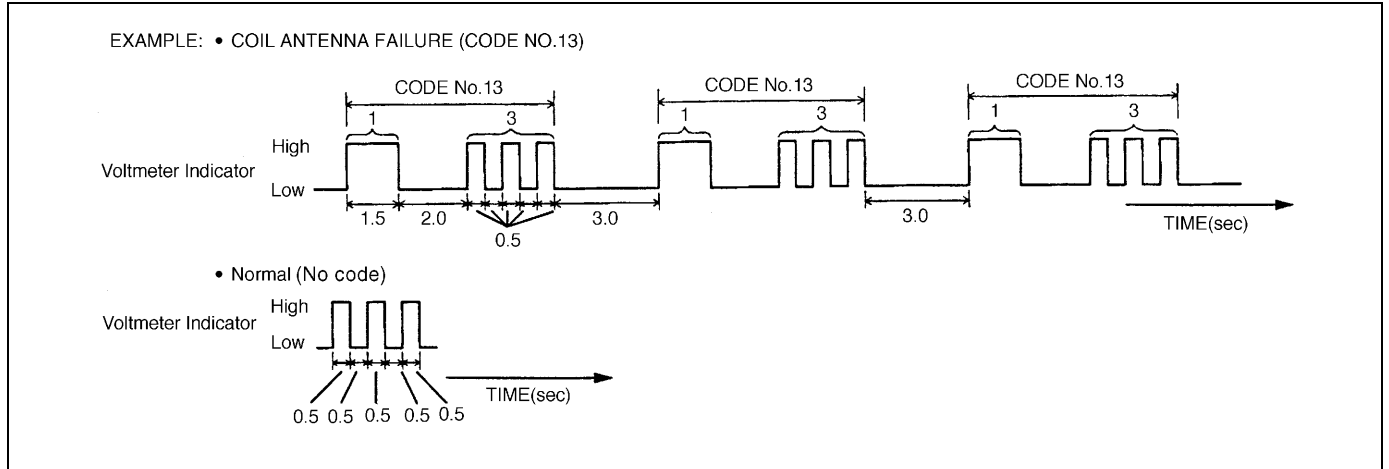 EXAMPLE: • COIL ANTENNA FAILURE (CODE NO.13)
CODE No.13 CODE No.13 CODE No.13
1 3 1 3 1 3
High
Voltmeter Indicator
Low
1.5 2.0 3.0 3.0
0.5
TIME(sec)
• Normal (No code)
High
Voltmeter Indicator
Low
TIME(sec)
0.5 0.5 0.5 0.5 0.5